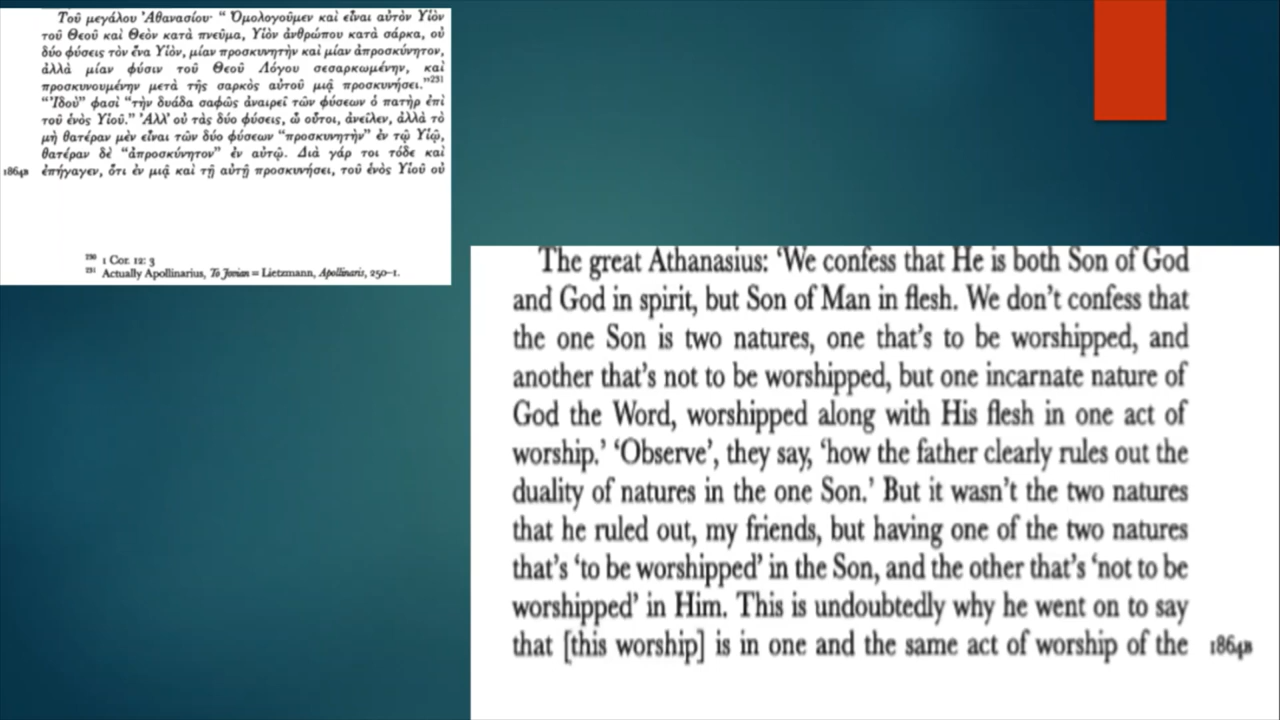 Τοῦ μεγάλου Ἀθανασίου· “ Ὁμολογοῦμεν καὶ εἶναι αὐτὸν Υἱὸν
τοῦ Θεοῦ καὶ Θεὸν κατὰ πνεῦμα, Υἱὸν ἀνθρώπου κατὰ σάρκα, οὐ
δύο φύσεις τὸν ἕνα Υἱόν, μίαν προσκυνητὴν καὶ μίαν ἀπροσκύνητον,
ἀλλὰ μίαν φύσιν τοῦ Θεοῦ Λόγου σεσαρκωμένην, καὶ
προσκυνουμένην μετὰ τῆς σαρκὸς αὐτοῦ μιᾷ προσκυνήσει.”231
“Ἰδοὺ” φασὶ “τὴν δυάδα σαφῶς ἀναιρεῖ τῶν φύσεων ὁ πατὴρ ἐπὶ
τοῦ ἑνὸς Υἱοῦ.” Ἀλλ’ οὐ τὰς δύο φύσεις, ὦ οὗτοι, ἀνεῖλεν, ἀλλὰ τὸ
μὴ θατέραν μὲν εἶναι τῶν δύο φύσεων “προσκυνητὴν” ἐν τῷ Υἱῷ,
θατέραν δὲ “ἀπροσκύνητον” ἐν αὐτῷ. Διὰ γάρ τοι τόδε καὶ
1864B ἐπήγαγεν, ὅτι ἐν μιᾷ καὶ τῇ αὐτῇ προσκυνήσει, τοῦ ἑνὸς Υἱοῦ οὐ
230 1 Cor. 12: 3
231 Actually Apollinarius, To Jovian = Lietzmann, Apollinaris, 250–1.
The great Athanasius: ‘We confess that He is both Son of God
and God in spirit, but Son of Man in flesh. We don’t confess that
the one Son is two natures, one that’s to be worshipped, and
another that’s not to be worshipped, but one incarnate nature of
God the Word, worshipped along with His flesh in one act of
worship.’ ‘Observe’, they say, ‘how the father clearly rules out the
duality of natures in the one Son.’ But it wasn’t the two natures
that he ruled out, my friends, but having one of the two natures
that’s ‘to be worshipped’ in the Son, and the other that’s ‘not to be
worshipped’ in Him. This is undoubtedly why he went on to say
that [this worship] is in one and the same act of worship of the 1864B